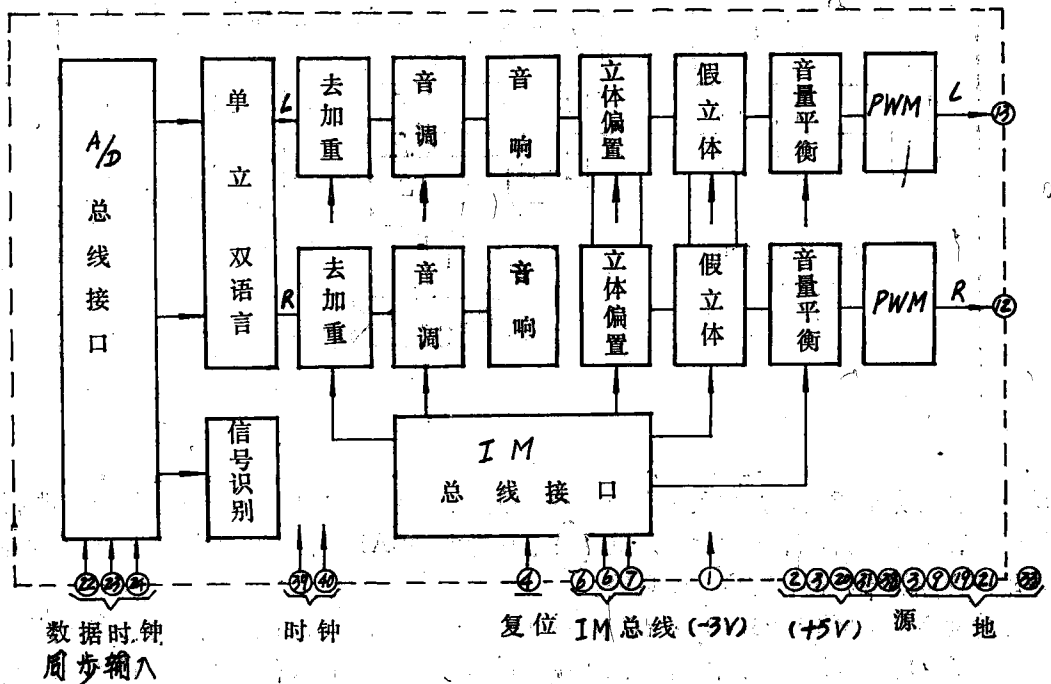 A/D总线接口
单立双语言
L
去加重
音调
音响
立体偏置
假立体
音量平衡
PWM
L
⑬
R
去加重
音调
音响
立体偏置
假立体
音量平衡
PWM
R
⑫
信号识别
IM
总线接口
㉒ ㉓ ㉔
㊴ ㊵
④
⑥ ⑥ ⑦
①
② ③ ⑳ ㉛ ㊳ ③ ⑨ ⑲ ㉑ ㉝
数据时钟 时钟 复位 IM总线 (-3V) (+5V) 源 地
同步输入